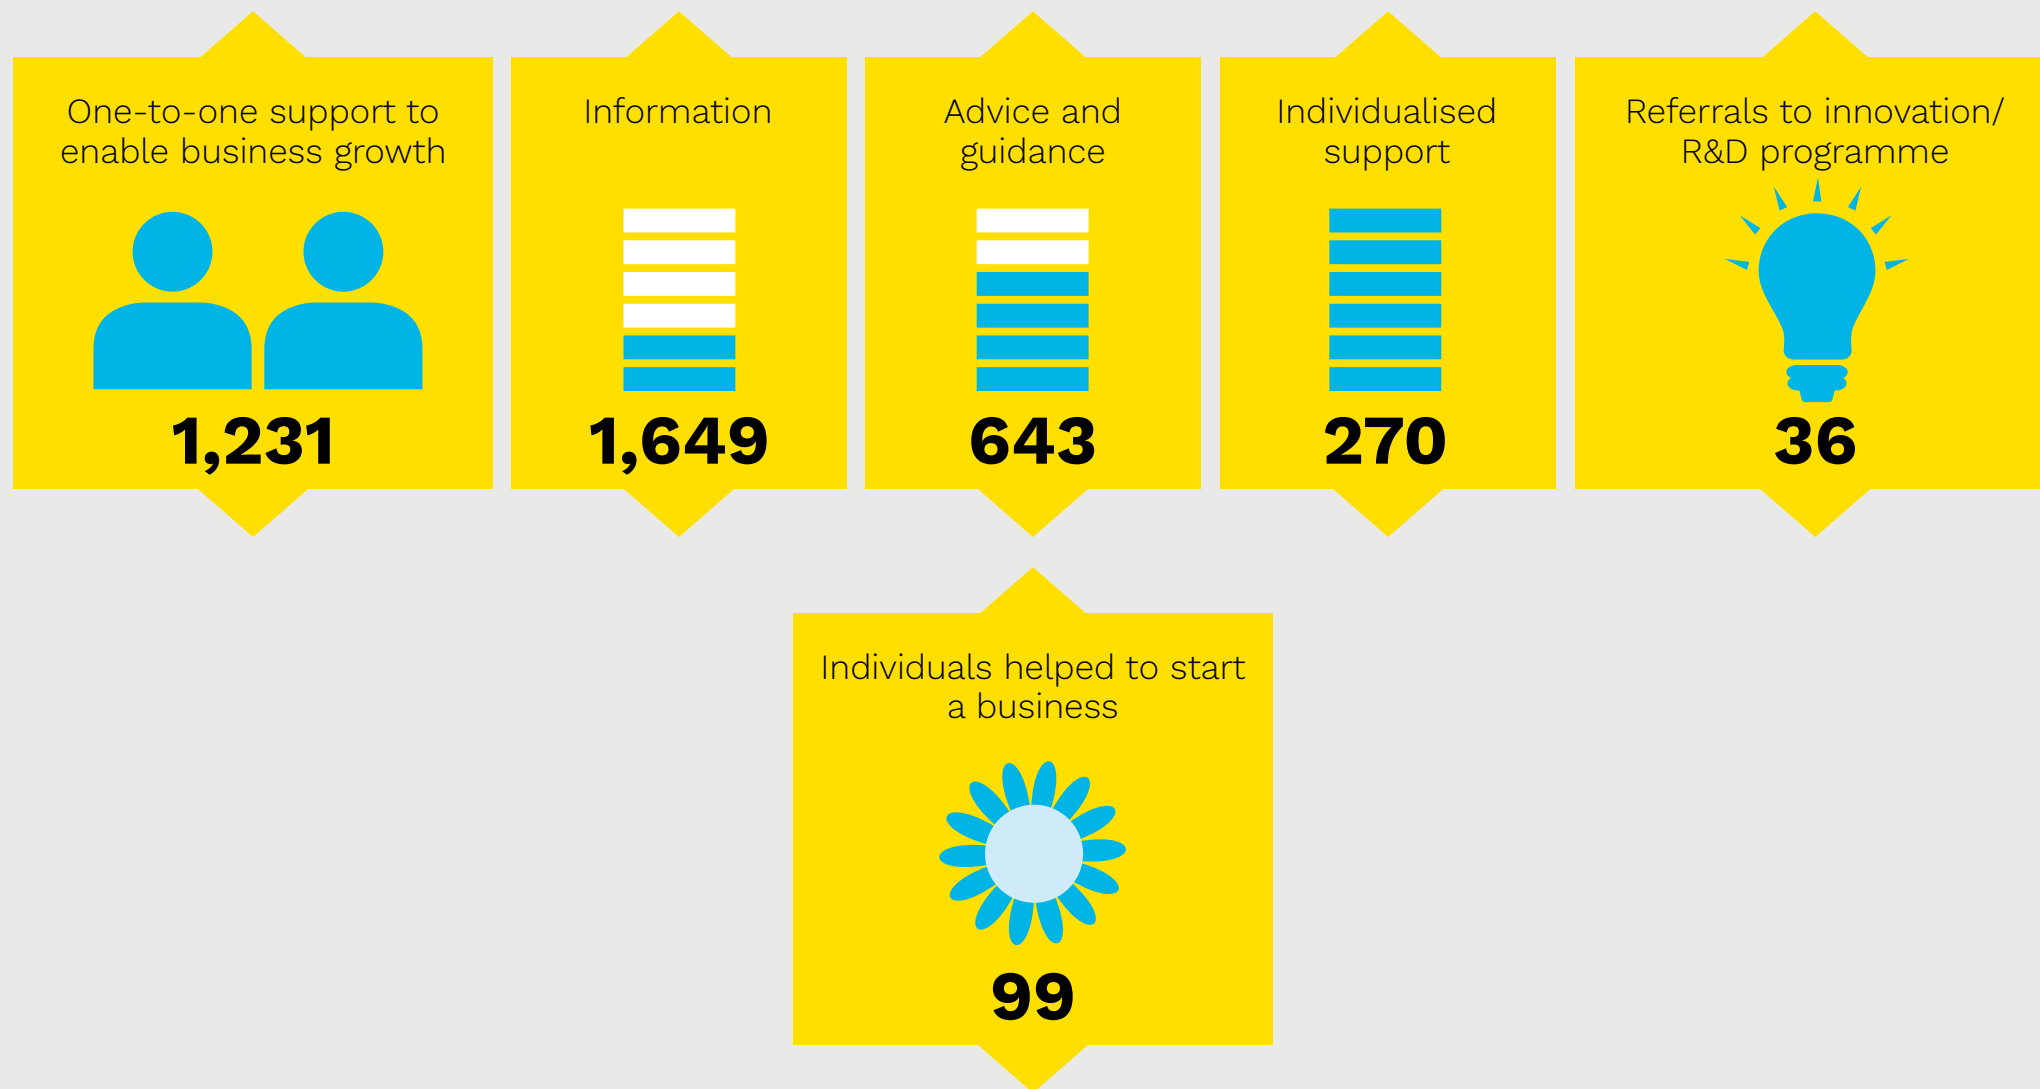 One-to-one support to
enable business growth
1,231
Information
1,649
Advice and
guidance
643
Individualised
support
270
Referrals to innovation/
R&D programme
36
Individuals helped to start
a business
99